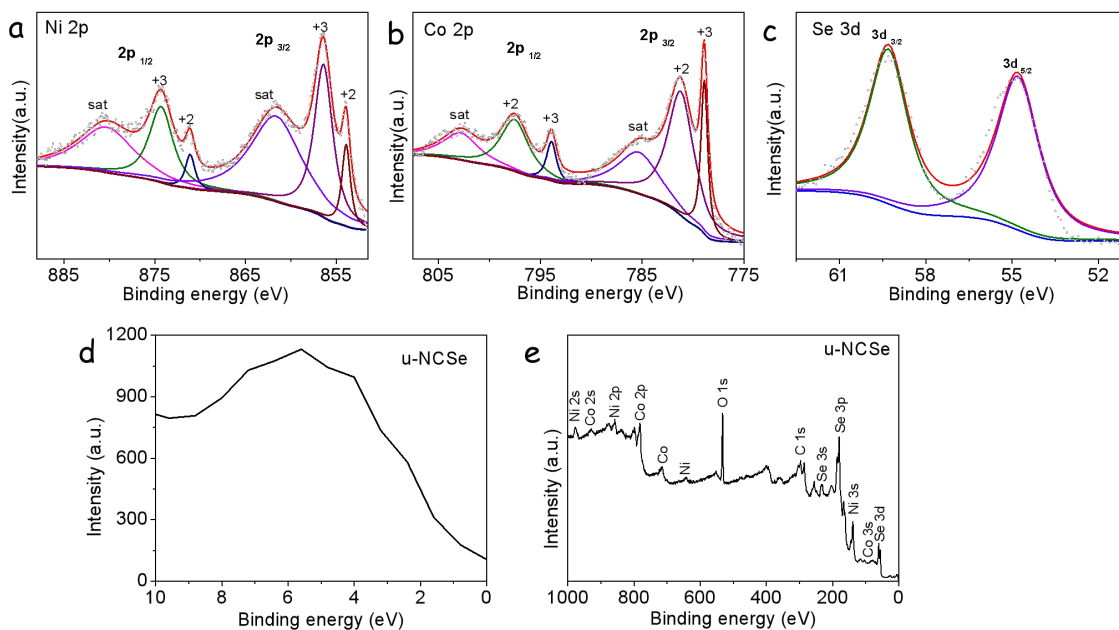 a
Ni 2p
2p 1/2
2p 3/2
sat
+3
+2
sat
+3
+2
Intensity(a.u.)
885
875
865
855
Binding energy (eV)
b
Co 2p
2p 1/2
2p 3/2
sat
+2
+3
sat
+2
+3
Intensity(a.u.)
805
795
785
775
Binding energy (eV)
c
Se 3d
3d 3/2
3d 5/2
Intensity(a.u.)
61
58
55
52
Binding energy (eV)
d
u-NCSe
Intensity (a.u.)
1200
900
600
300
0
10
8
6
4
2
0
Binding energy (eV)
e
u-NCSe
Intensity (a.u.)
Ni 2s
Co 2s
Ni 2p
Co 2p
Co
Ni
O 1s
C 1s
Se 3s
Se 3p
Ni 3s
Co 3s
Se 3d
1000
800
600
400
200
0
Binding energy (eV)